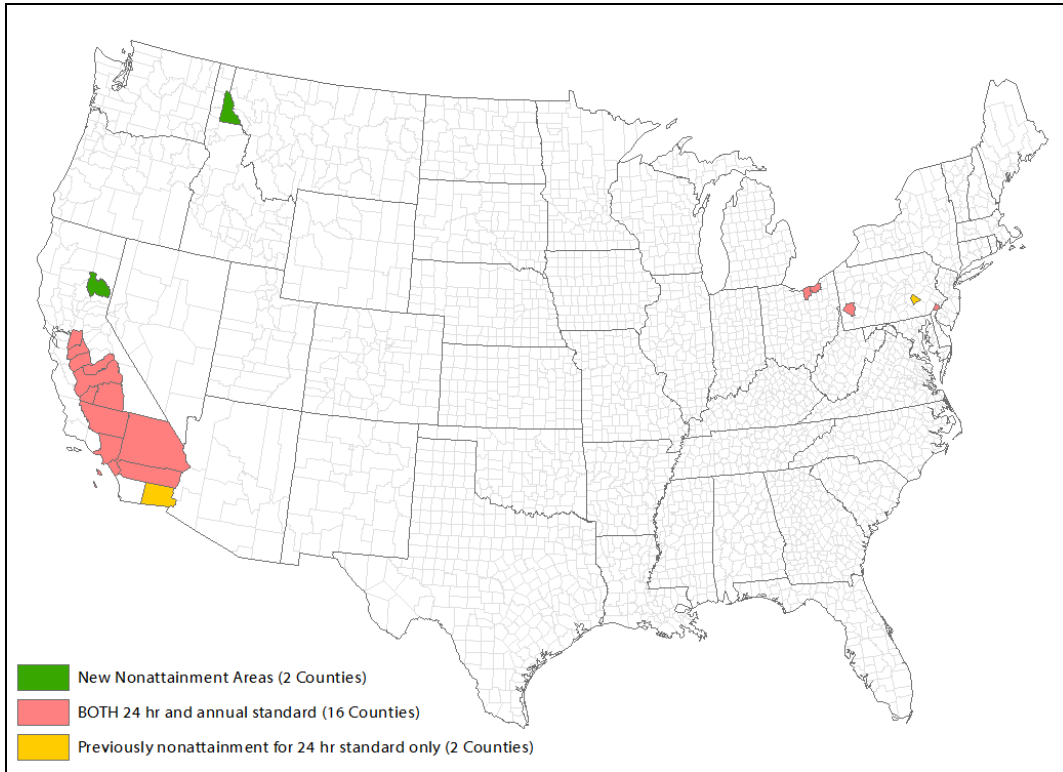 New Nonattainment Areas (2 Counties)
BOTH 24 hr and annual standard (16 Counties)
Previously nonattainment for 24 hr standard only (2 Counties)